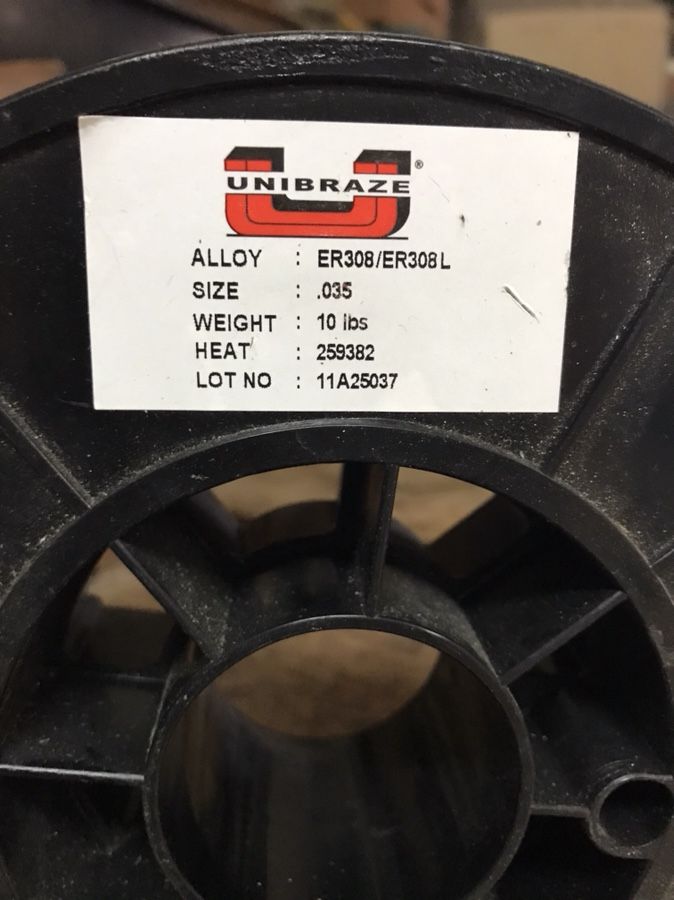 UNIBRAZE®
ALLOY : ER308/ER308L
SIZE : .035
WEIGHT : 10 lbs
HEAT : 259382
LOT NO : 11A25037